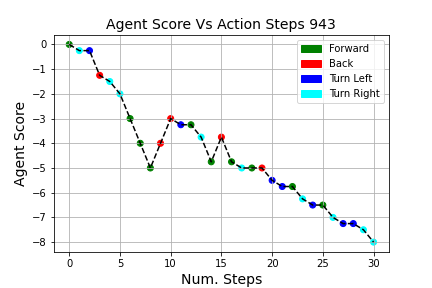 Agent Score Vs Action Steps 943
Forward
Back
Turn Left
Turn Right
Agent Score
0
−1
−2
−3
−4
−5
−6
−7
−8
0 5 10 15 20 25 30
Num. Steps